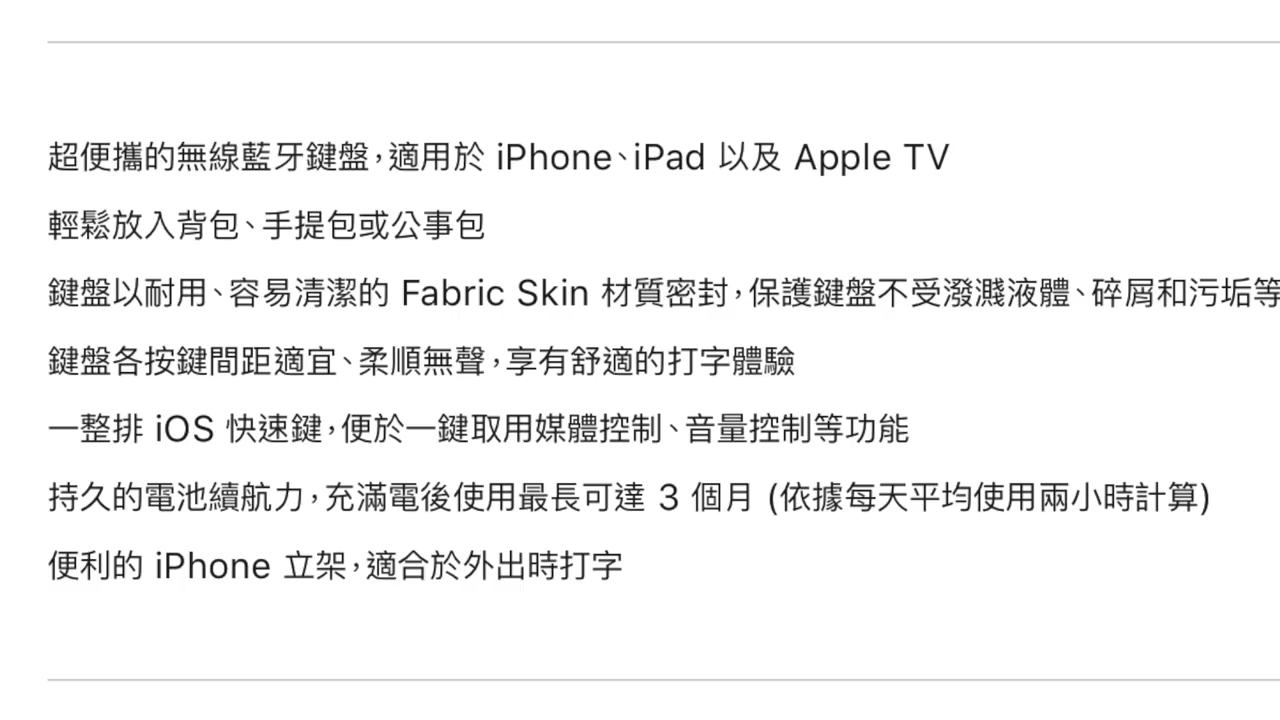 超便攜的無線藍牙鍵盤，適用於 iPhone、iPad 以及 Apple TV
輕鬆放入背包、手提包或公事包
鍵盤以耐用、容易清潔的 Fabric Skin 材質密封，保護鍵盤不受潑濺液體、碎屑和污垢等
鍵盤各按鍵間距適宜、柔順無聲，享有舒適的打字體驗
一整排 iOS 快速鍵，便於一鍵取用媒體控制、音量控制等功能
持久的電池續航力，充滿電後使用最長可達 3 個月 (依據每天平均使用兩小時計算)
便利的 iPhone 立架，適合於外出時打字